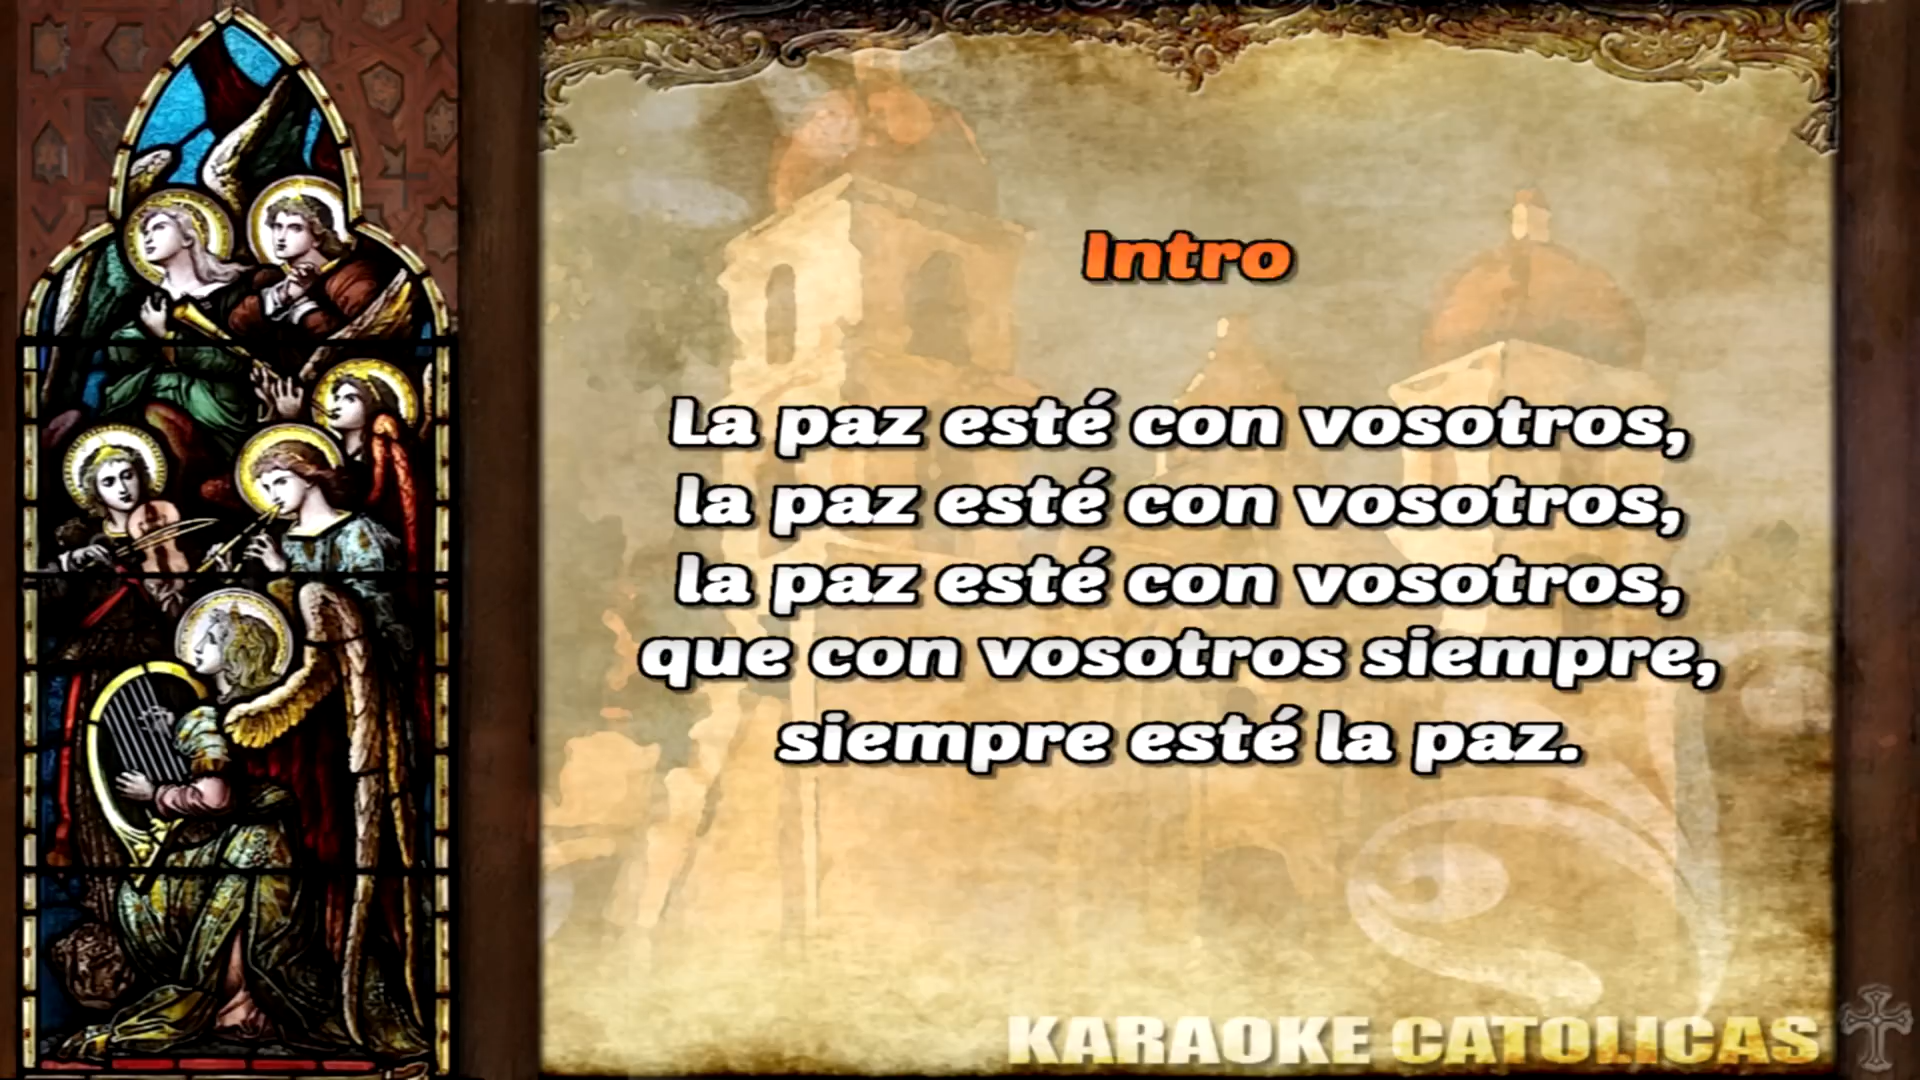 Intro
La paz esté con vosotros,
la paz esté con vosotros,
la paz esté con vosotros,
que con vosotros siempre,
siempre esté la paz.
KARAOKE CATOLICAS